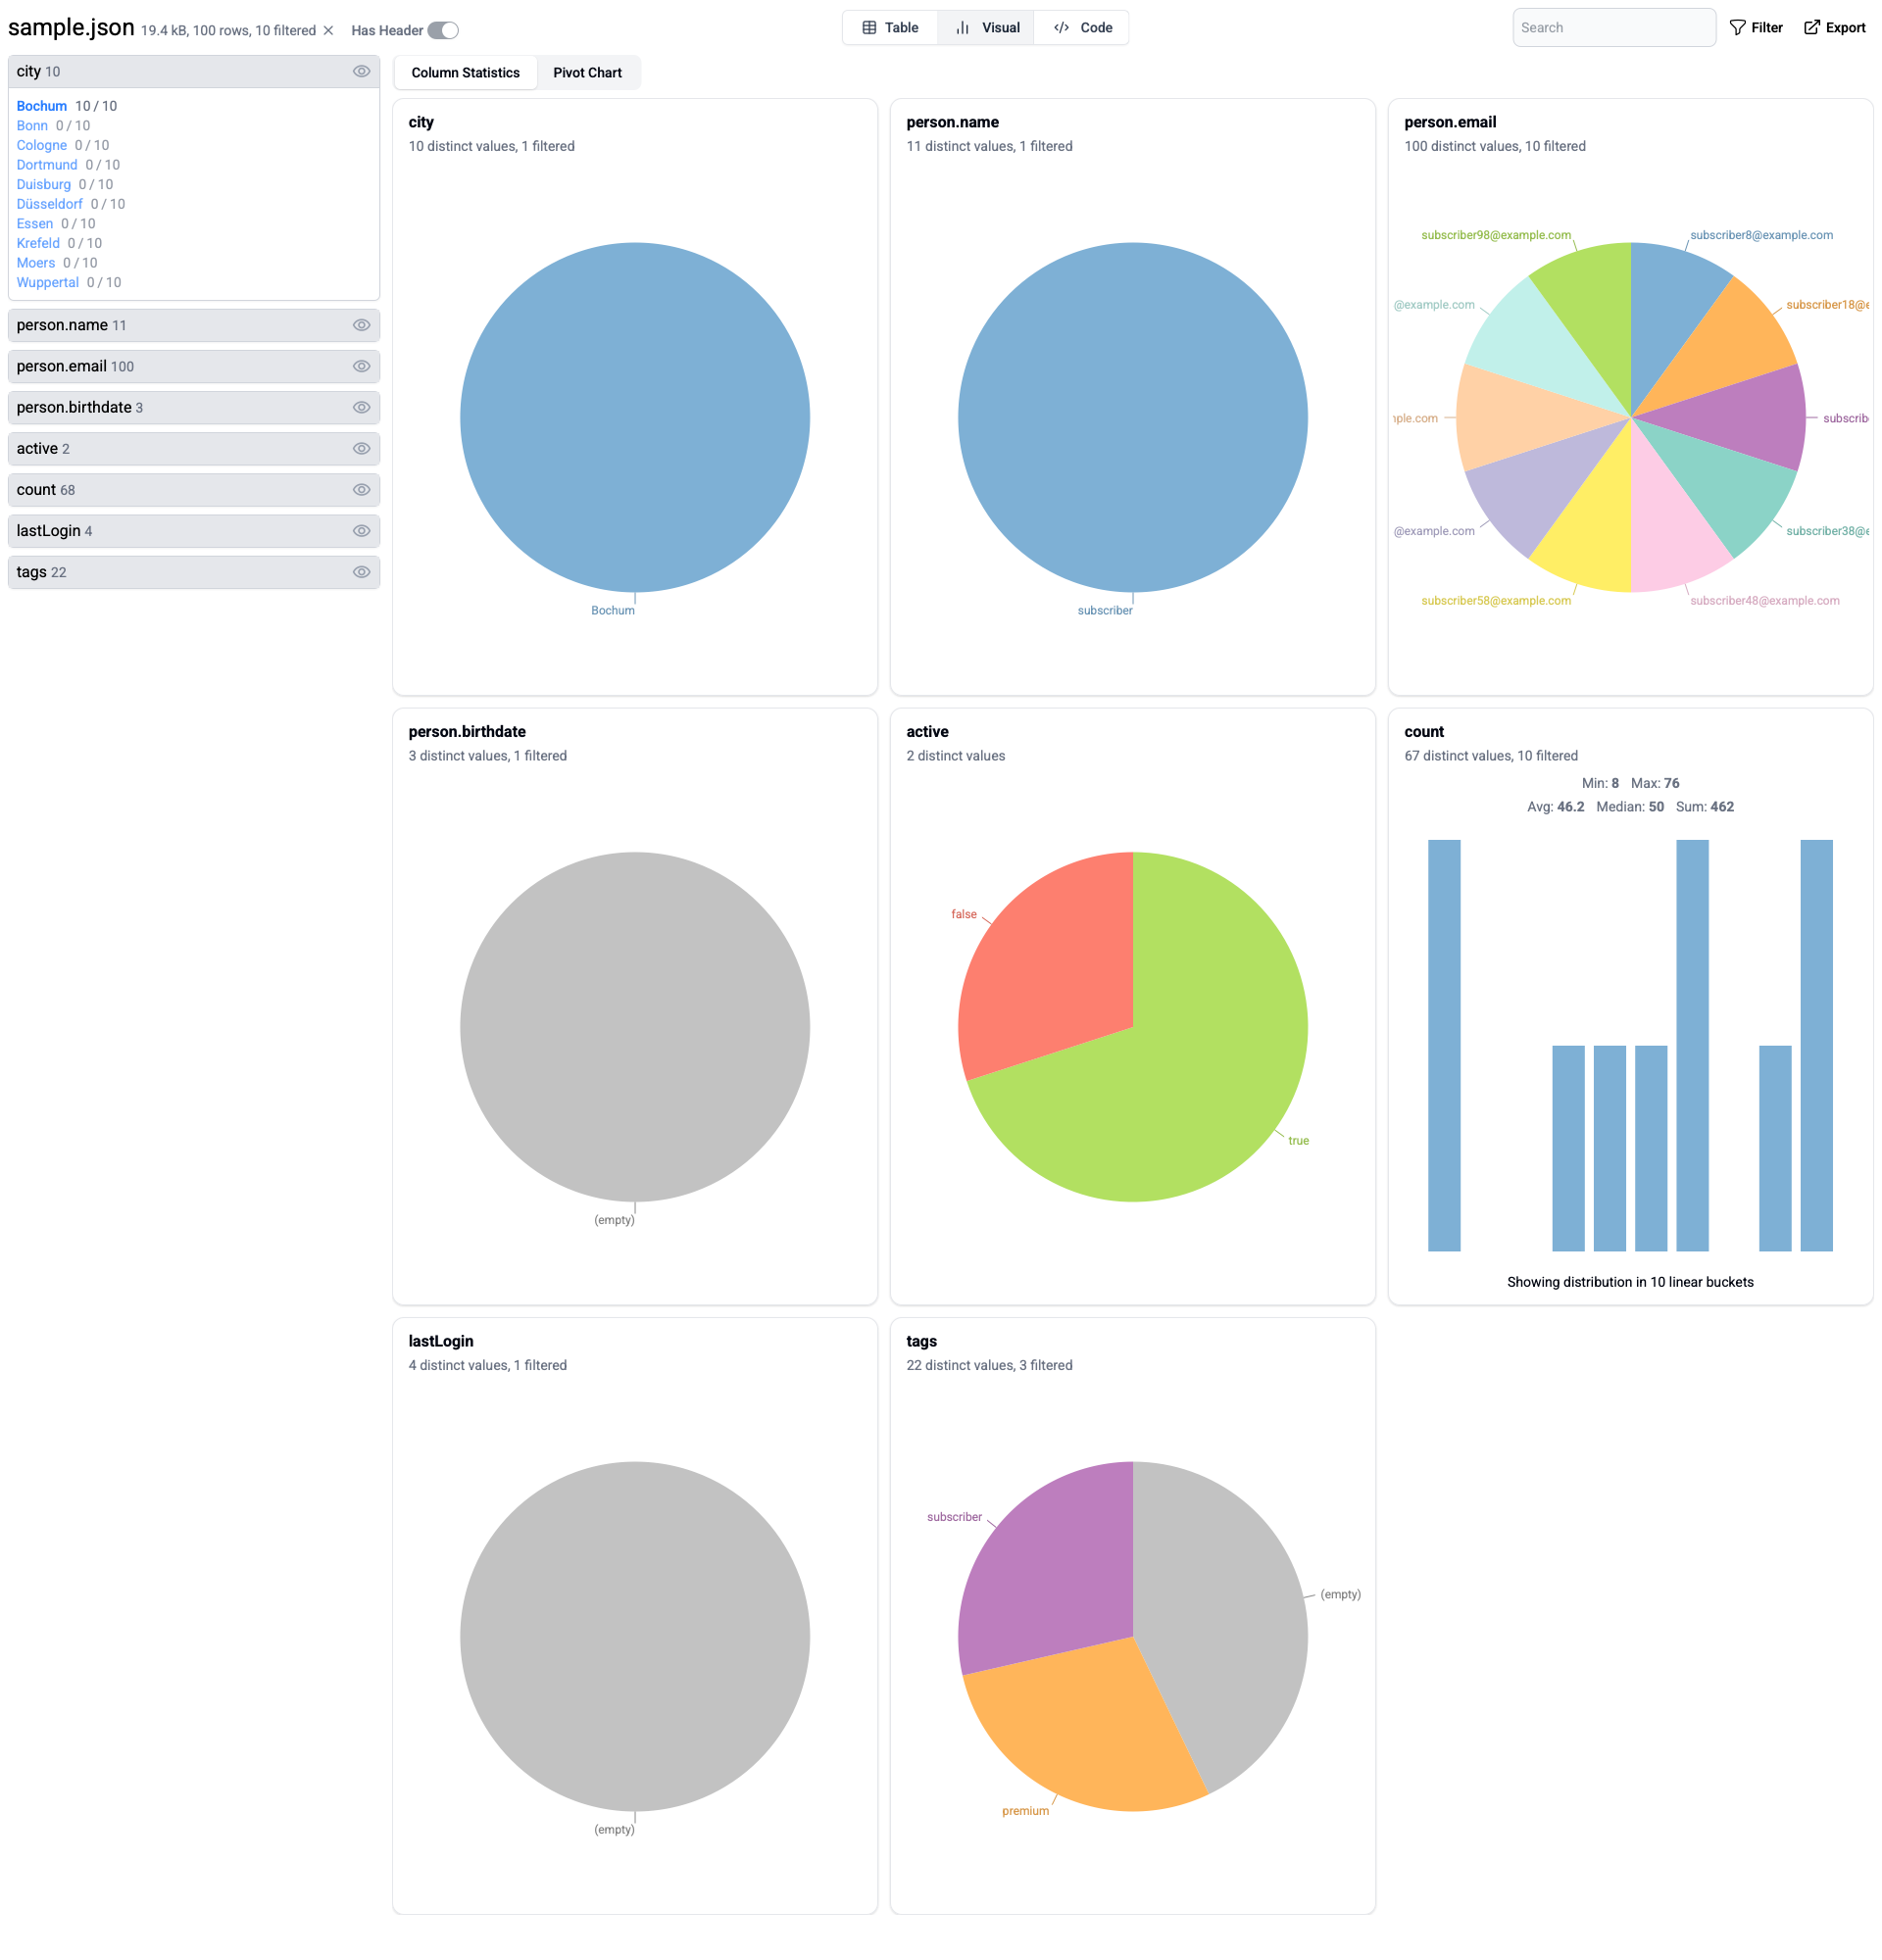 sample.json 19.4 kB, 100 rows, 10 filtered × Has Header
Table Visual Code
Search Filter Export
city 10
Bochum 10 / 10
Bonn 0 / 10
Cologne 0 / 10
Dortmund 0 / 10
Duisburg 0 / 10
Düsseldorf 0 / 10
Essen 0 / 10
Krefeld 0 / 10
Moers 0 / 10
Wuppertal 0 / 10
person.name 11
person.email 100
person.birthdate 3
active 2
count 68
lastLogin 4
tags 22
Column Statistics Pivot Chart
city
10 distinct values, 1 filtered
Bochum
person.name
11 distinct values, 1 filtered
subscriber
person.email
100 distinct values, 10 filtered
subscriber98@example.com
subscriber8@example.com
@example.com
subscriber18@e
mple.com
subscrib
@example.com
subscriber38@e
subscriber58@example.com
subscriber48@example.com
person.birthdate
3 distinct values, 1 filtered
(empty)
active
2 distinct values
false
true
count
67 distinct values, 10 filtered
Min: 8 Max: 76
Avg: 46.2 Median: 50 Sum: 462
Showing distribution in 10 linear buckets
lastLogin
4 distinct values, 1 filtered
(empty)
tags
22 distinct values, 3 filtered
subscriber
(empty)
premium